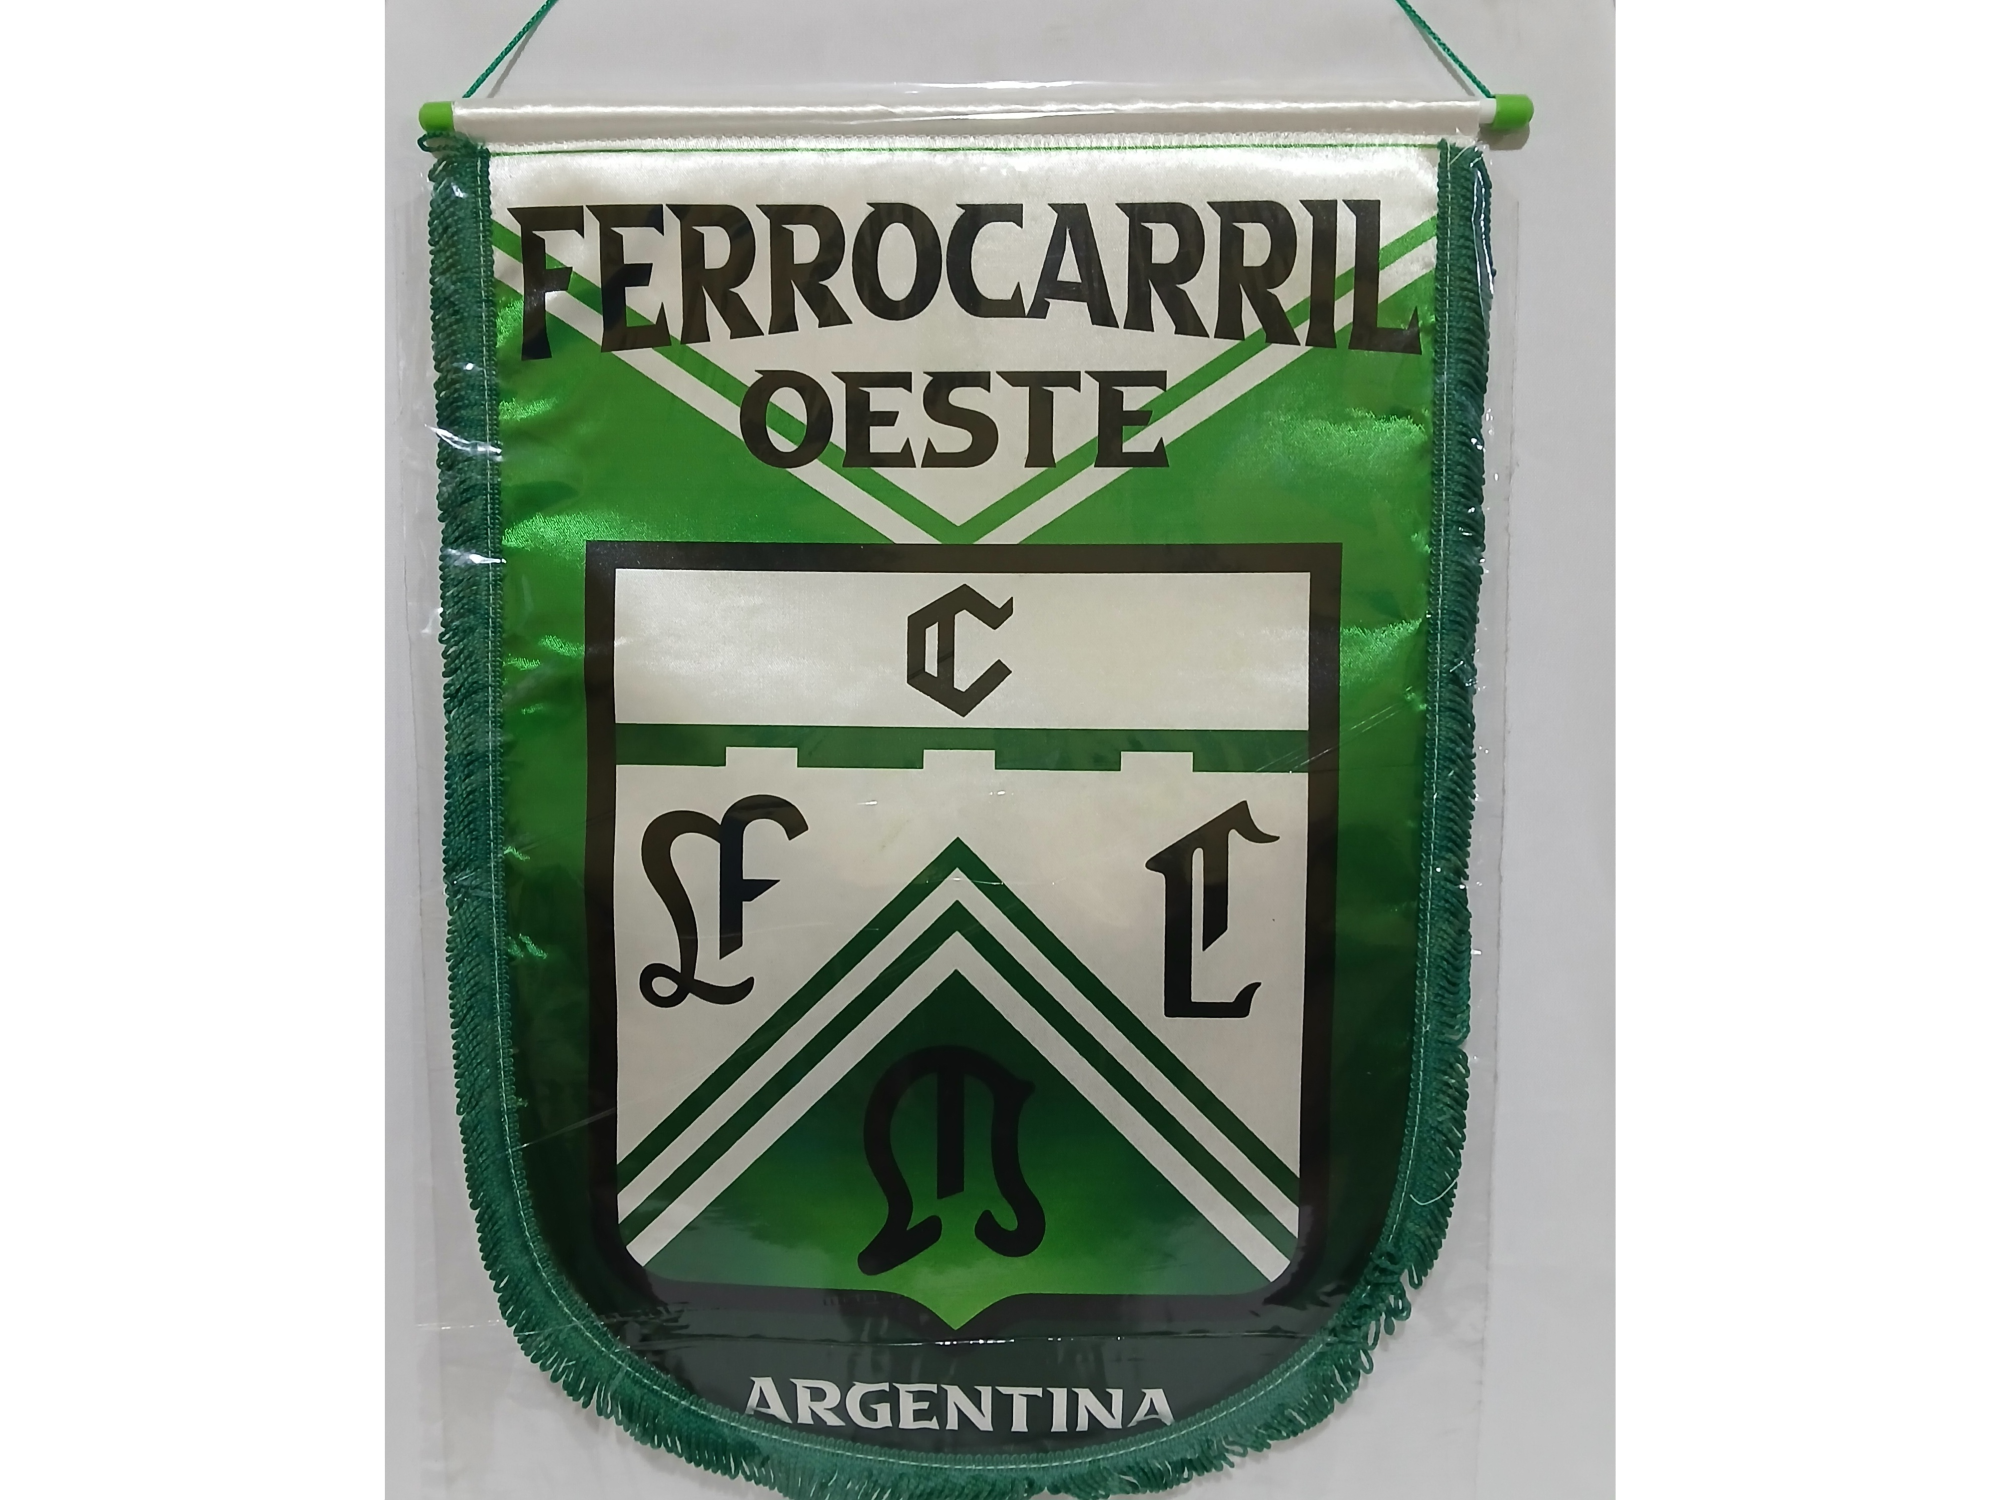 FERROCARRIL
OESTE
C
F
ARGENTINA